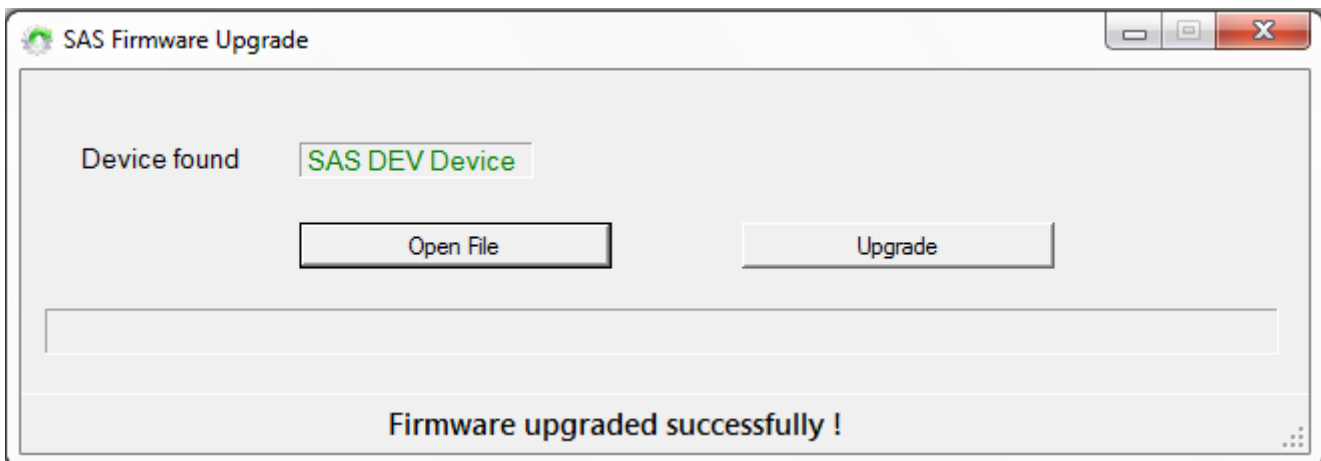 SAS Firmware Upgrade
Device found SAS DEV Device
Open File Upgrade
Firmware upgraded successfully !